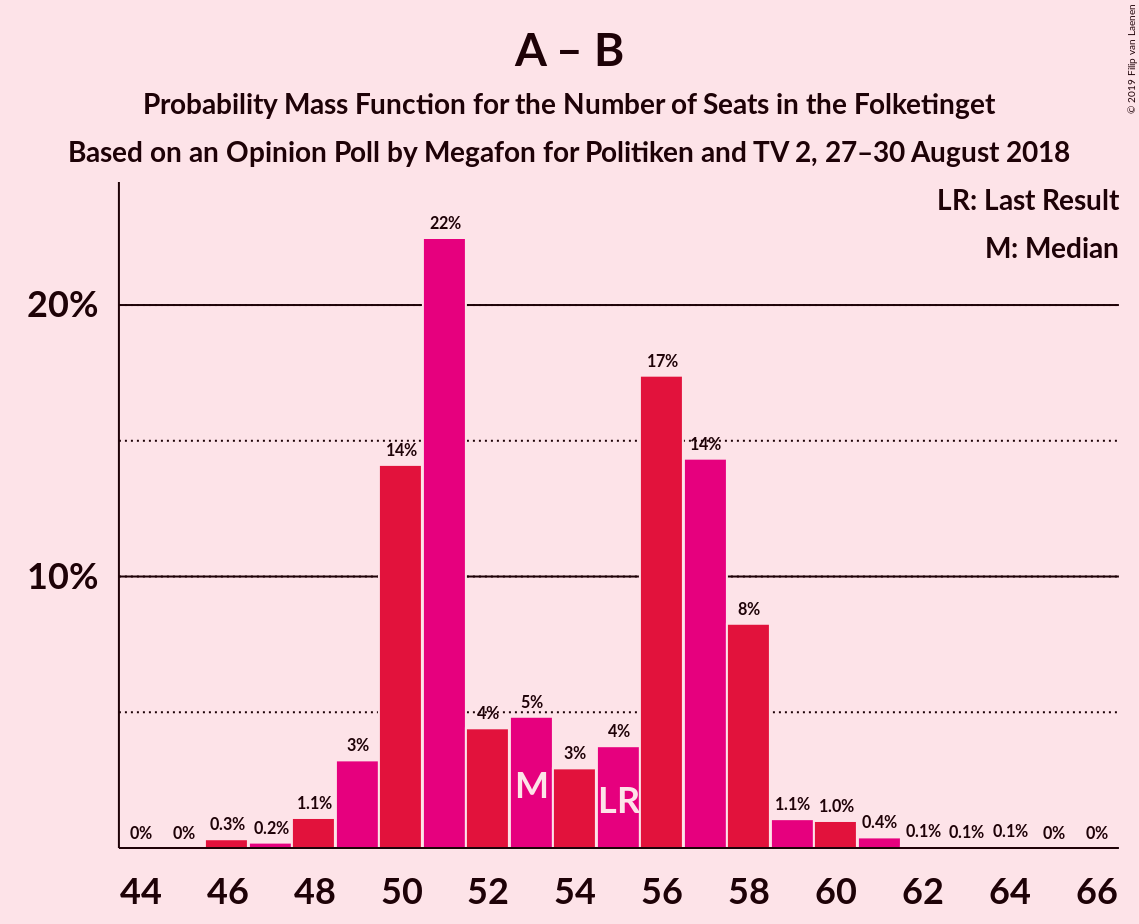 A – B
Probability Mass Function for the Number of Seats in the Folketinget
Based on an Opinion Poll by Megafon for Politiken and TV 2, 27–30 August 2018
© 2019 Filip van Laenen
LR: Last Result
M: Median
20%
10%
0% 0% 0.3% 0.2% 1.1% 3% 14% 22% 4% 5% 3% 4% 17% 14% 8% 1.1% 1.0% 0.4% 0.1% 0.1% 0.1% 0% 0%
M LR
44 46 48 50 52 54 56 58 60 62 64 66